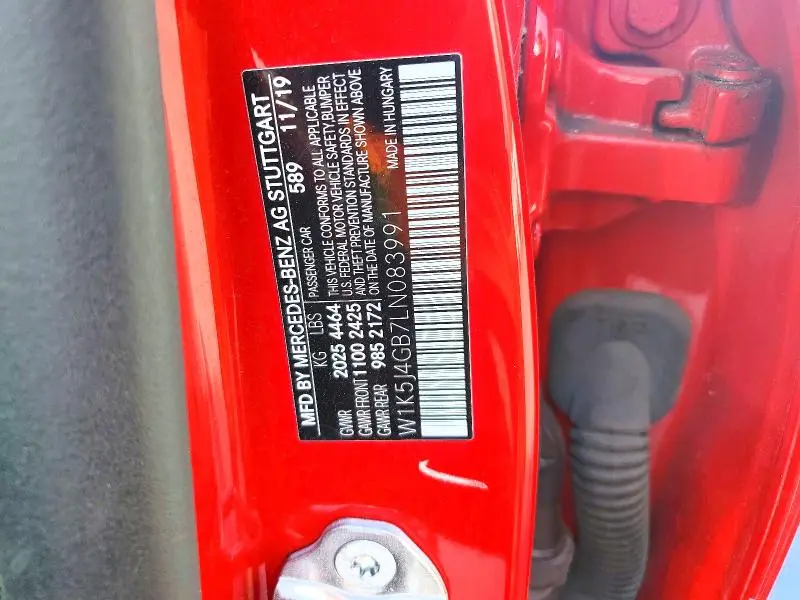 MFD BY MERCEDES-BENZ AG STUTTGART
589 11/19
KG LBS PASSENGER CAR
GVWR 2025 4464 THIS VEHICLE CONFORMS TO ALL APPLICABLE
GAWR FRONT 1100 2425 U.S. FEDERAL MOTOR VEHICLE SAFETY, BUMPER
GAWR REAR 985 2172 AND THEFT PREVENTION STANDARDS IN EFFECT
ON THE DATE OF MANUFACTURE SHOWN ABOVE
W1K5J4GB7LN083991 MADE IN HUNGARY